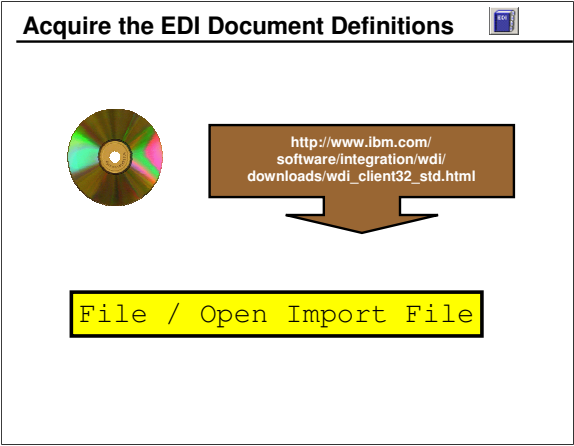 Acquire the EDI Document Definitions
EDI
http://www.ibm.com/
software/integration/wdi/
downloads/wdi_client32_std.html
File / Open Import File